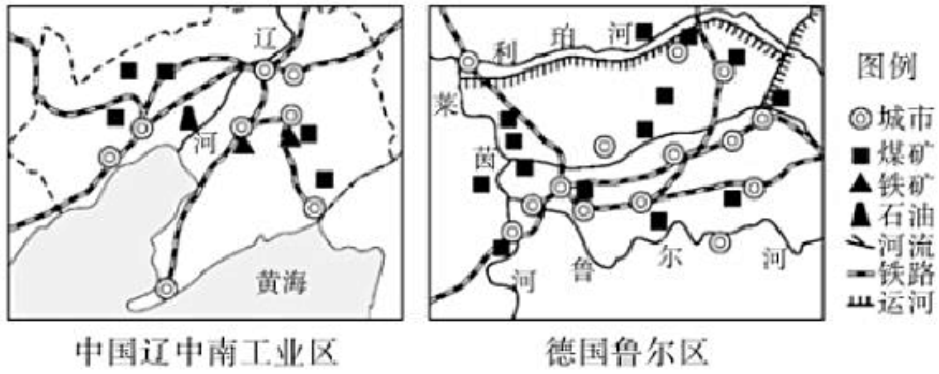 辽
河
黄海
中国辽中南工业区
利 珀 河
莱
茵
河
鲁 尔 河
德国鲁尔区
图例
城市
煤矿
铁矿
石油
河流
铁路
运河